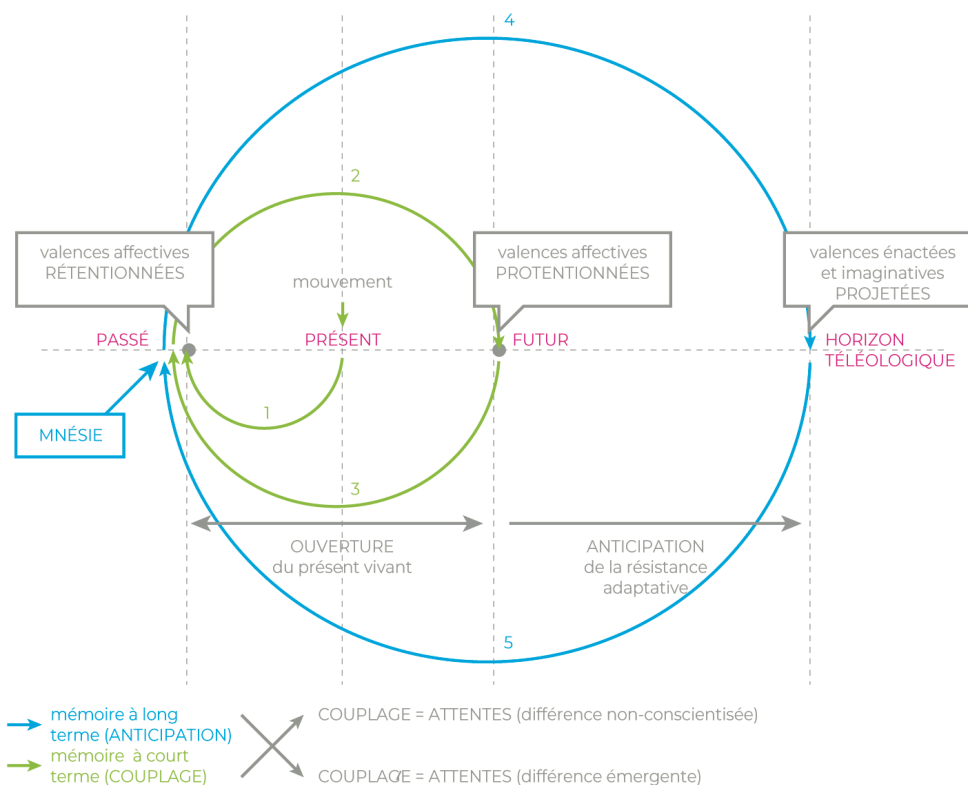 4
2
valences affectives
RÉTENTIONNÉES
valences affectives
PROTENTIONNÉES
valences énactées
et imaginatives
PROJETÉES
mouvement
PASSÉ
PRÉSENT
FUTUR
HORIZON
TÉLÉOLOGIQUE
1
MNÉSIE
3
OUVERTURE
du présent vivant
ANTICIPATION
de la résistance
adaptative
5
mémoire à long
terme (ANTICIPATION)
mémoire à court
terme (COUPLAGE)
COUPLAGE = ATTENTES (différence non-conscientisée)
COUPLAGE ≠ ATTENTES (différence émergente)